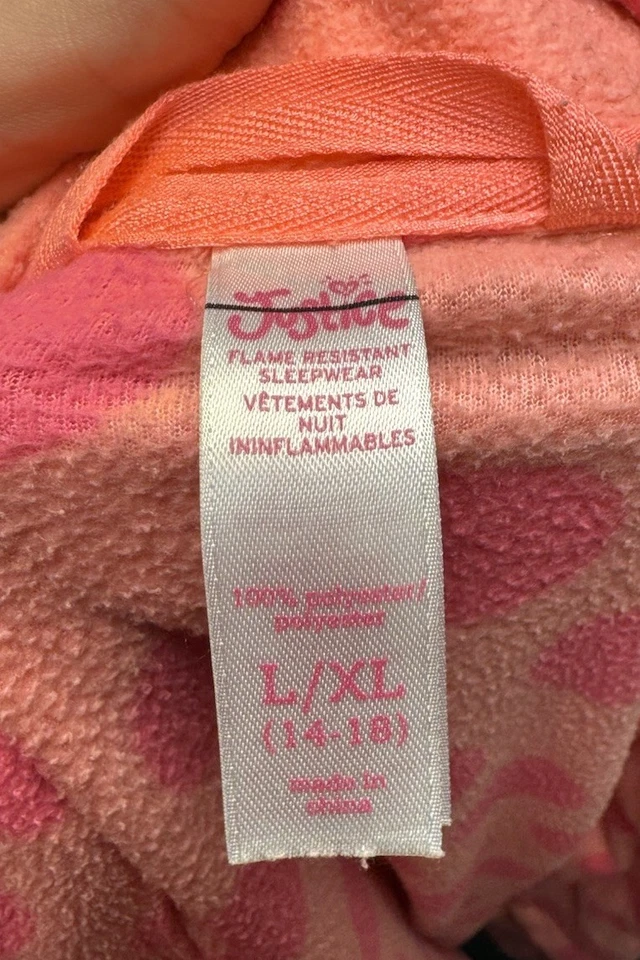 Justice
FLAME RESISTANT
SLEEPWEAR
VÊTEMENTS DE
NUIT
ININFLAMMABLES
100% polyester/
polyester
L/XL
(14-18)
made in
china